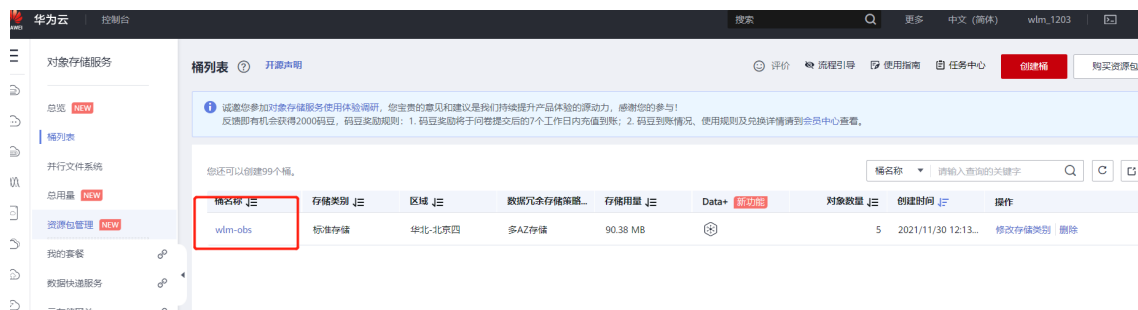 华为云 控制台 搜索 更多 中文 (简体) wlm_1203
对象存储服务
桶列表 开源声明 评价 流程引导 使用指南 任务中心 创建桶 购买资源包
总览 NEW
诚邀您参加对象存储服务使用体验调研，您宝贵的意见和建议是我们持续提升产品体验的源动力，感谢您的参与！
反馈即有机会获得2000码豆，码豆奖励规则：1. 码豆奖励将于问卷提交后的7个工作日内充值到账；2. 码豆到账情况、使用规则及兑换详情请到会员中心查看。
桶列表
并行文件系统
您还可以创建99个桶。 桶名称 请输入查询的关键字
总用量 NEW
桶名称 存储类别 区域 数据冗余存储策略... 存储用量 Data+ 新功能 对象数量 创建时间 操作
资源包管理 NEW
wlm-obs 标准存储 华北-北京四 多AZ存储 90.38 MB 5 2021/11/30 12:13... 修改存储类别 删除
我的套餐
数据快递服务